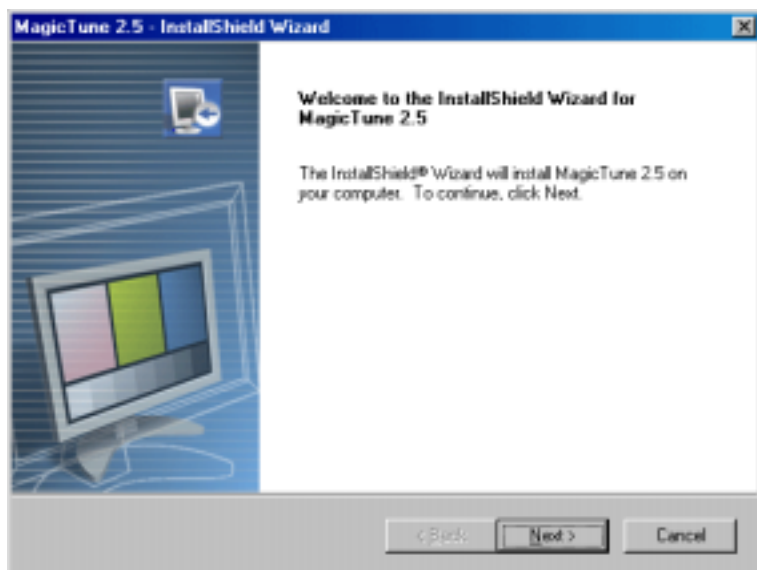 MagicTune 2.5 - InstallShield Wizard
Welcome to the InstallShield Wizard for
MagicTune 2.5
The InstallShield® Wizard will install MagicTune 2.5 on
your computer. To continue, click Next.
< Back
Next >
Cancel